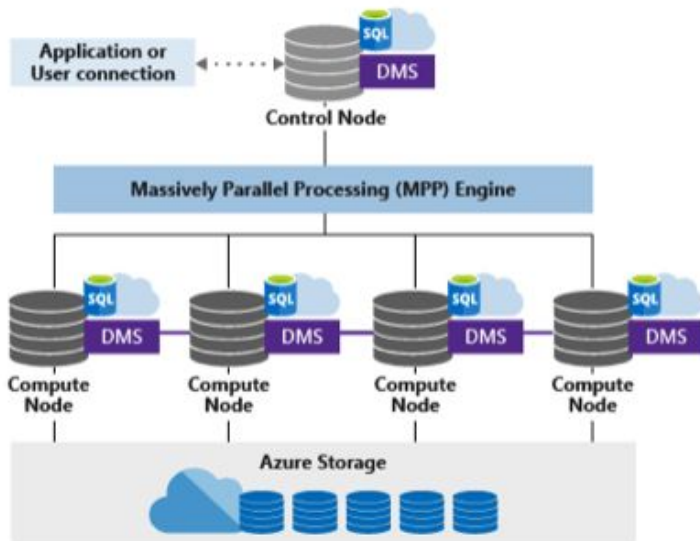 SQL
Application or
User connection
DMS
Control Node
Massively Parallel Processing (MPP) Engine
SQL
SQL
SQL
SQL
DMS
DMS
DMS
DMS
Compute
Node
Compute
Node
Compute
Node
Compute
Node
Azure Storage